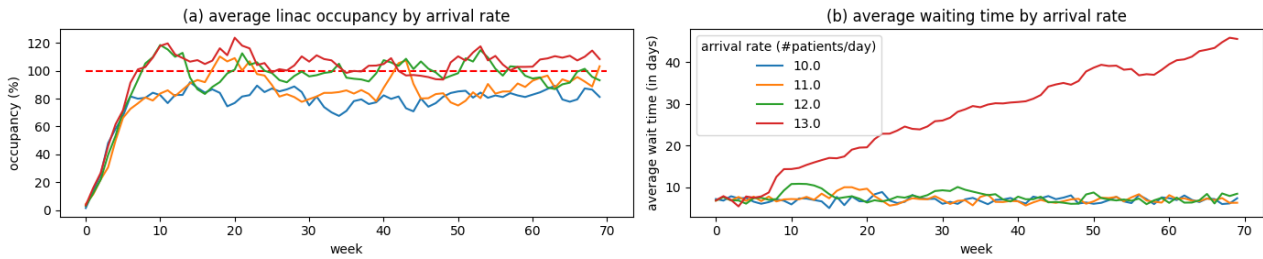 (a) average linac occupancy by arrival rate
occupancy (%)
120
100
80
60
40
20
0
0 10 20 30 40 50 60 70
week
(b) average waiting time by arrival rate
average wait time (in days)
40
30
20
10
arrival rate (#patients/day)
10.0
11.0
12.0
13.0
0 10 20 30 40 50 60 70
week